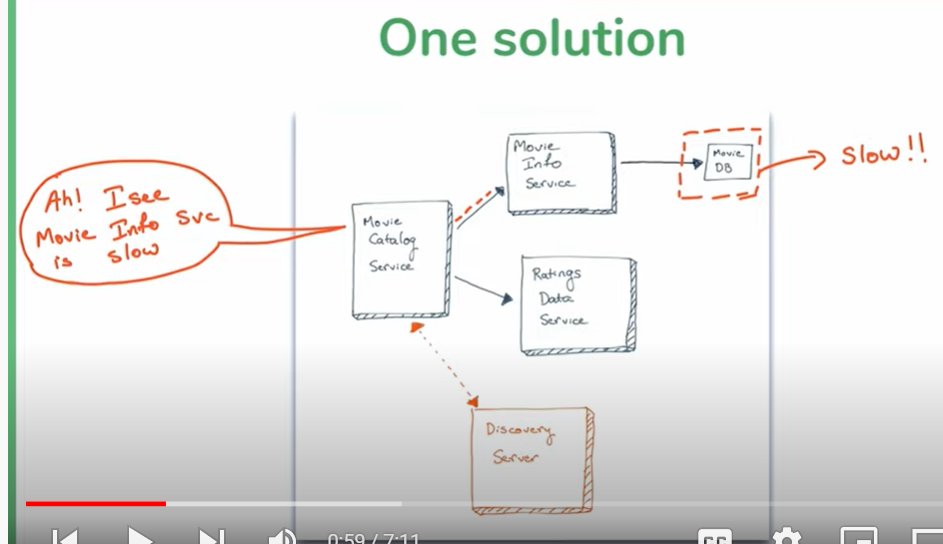 One solution
Ah! I see
Movie Info Svc
is slow
Movie
Catalog
Service
Movie
Info
Service
Movie
DB
Slow!!
Ratings
Data
Service
Discovery
Server
0:59 / 7:11
CC